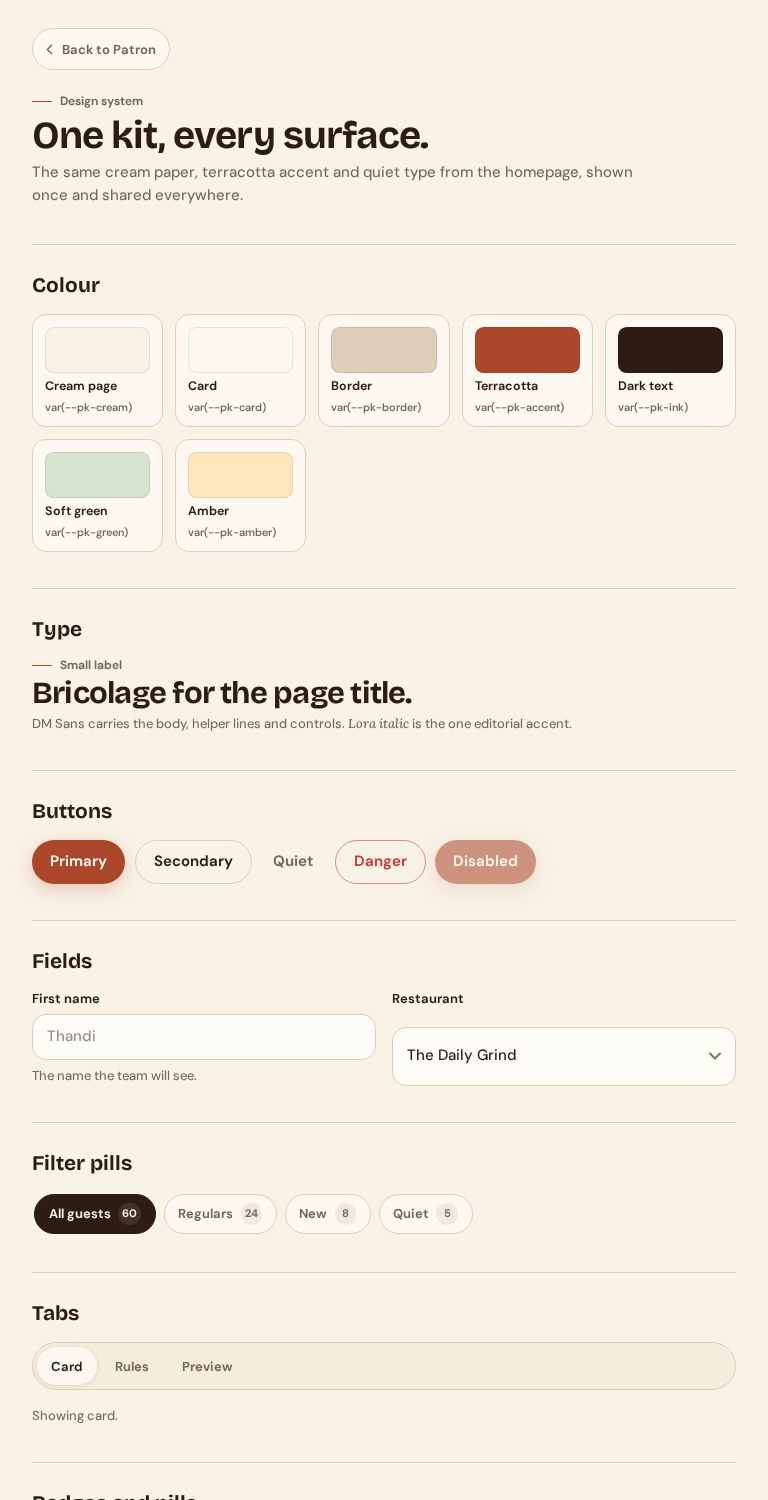 Back to Patron
Design system
One kit, every surface.
The same cream paper, terracotta accent and quiet type from the homepage, shown
once and shared everywhere.
Colour
Cream page
var(--pk-cream)
Card
var(--pk-card)
Border
var(--pk-border)
Terracotta
var(--pk-accent)
Dark text
var(--pk-ink)
Soft green
var(--pk-green)
Amber
var(--pk-amber)
Type
Small label
Bricolage for the page title.
DM Sans carries the body, helper lines and controls. Lora italic is the one editorial accent.
Buttons
Primary
Secondary
Quiet
Danger
Disabled
Fields
First name
Thandi
The name the team will see.
Restaurant
The Daily Grind
Filter pills
All guests 60
Regulars 24
New 8
Quiet 5
Tabs
Card
Rules
Preview
Showing card.
Badges and pills